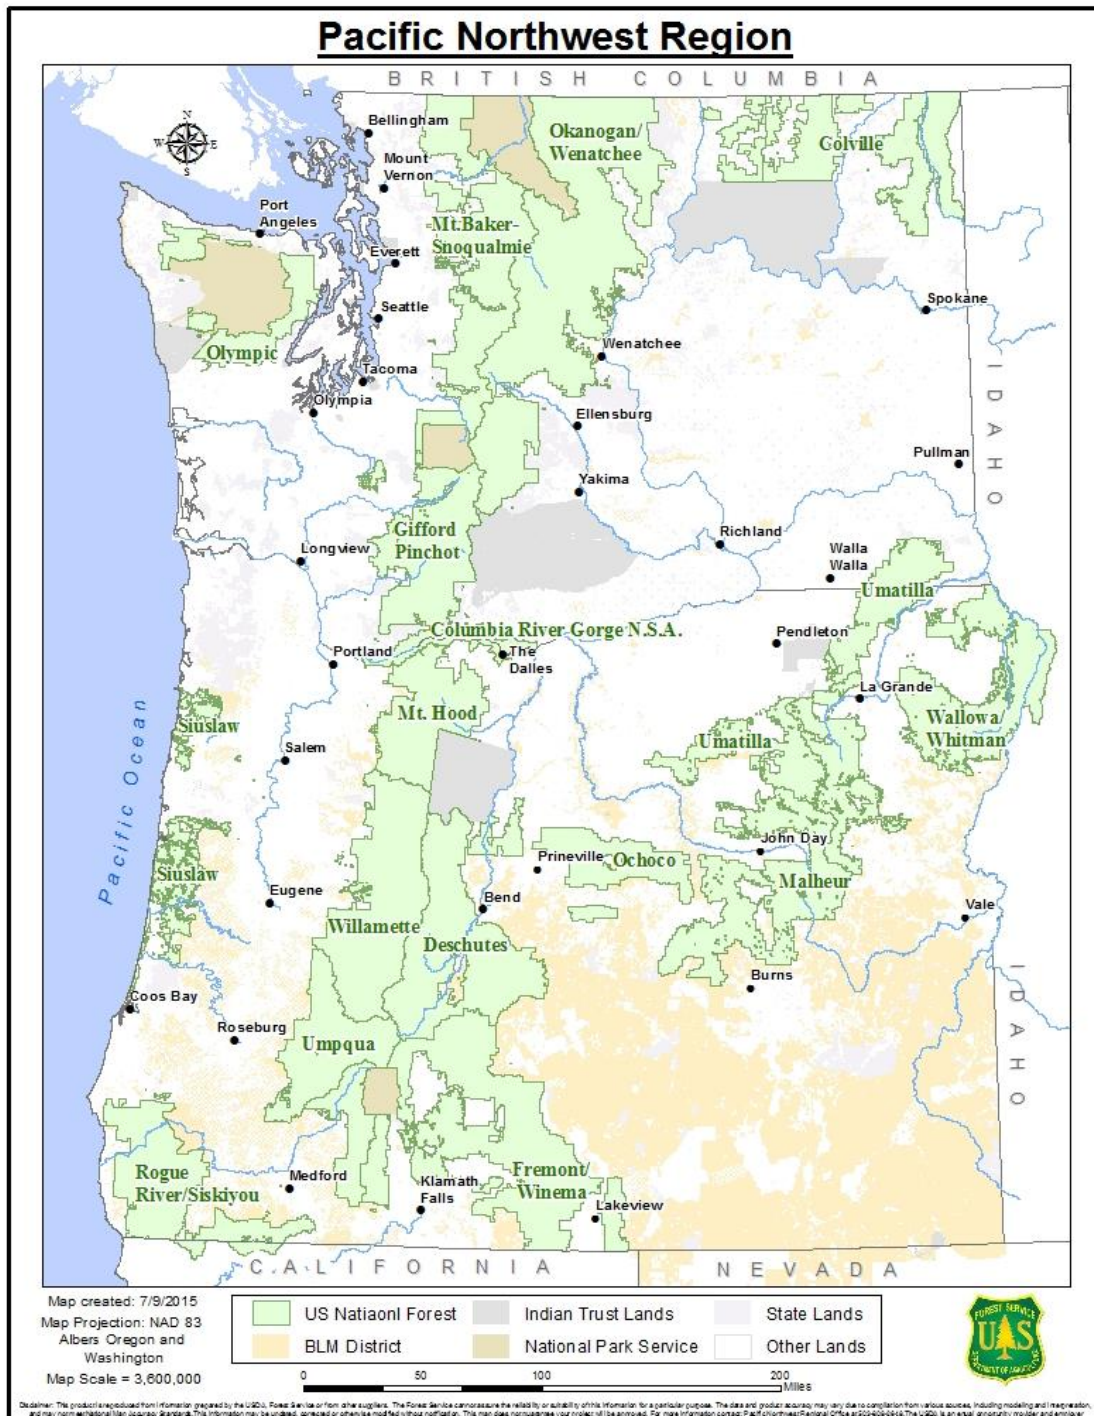 Pacific Northwest Region
BRITISH COLUMBIA
N
W E
S
Bellingham
Okanogan/
Wenatchee
Colville
Mount
Vernon
Port
Angeles
Mt.Baker-
Snoqualmie
Everett
Spokane
Seattle
Olympic
Wenatchee
Tacoma
IDAHO
Olympia
Ellensburg
Pullman
Yakima
Gifford
Pinchot
Richland
Longview
Walla
Walla
Umatilla
Columbia River Gorge N.S.A.
Pendleton
Portland
The
Dalles
La Grande
Mt. Hood
Siuslaw
Wallowa/
Whitman
Umatilla
Salem
Pacific Ocean
John Day
Prineville
Ochoco
Siuslaw
Malheur
Eugene
Bend
Vale
Willamette
Deschutes
Burns
IDAHO
Coos Bay
Roseburg
Umpqua
Rogue
River/Siskiyou
Medford
Klamath
Falls
Fremont/
Winema
Lakeview
CALIFORNIA
NEVADA
Map created: 7/9/2015
Map Projection: NAD 83
Albers Oregon and
Washington
Map Scale = 3,600,000
US Natiaonl Forest
Indian Trust Lands
State Lands
BLM District
National Park Service
Other Lands
0 50 100 200
Miles
FOREST SERVICE
UAS
DEPARTMENT OF AGRICULTURE